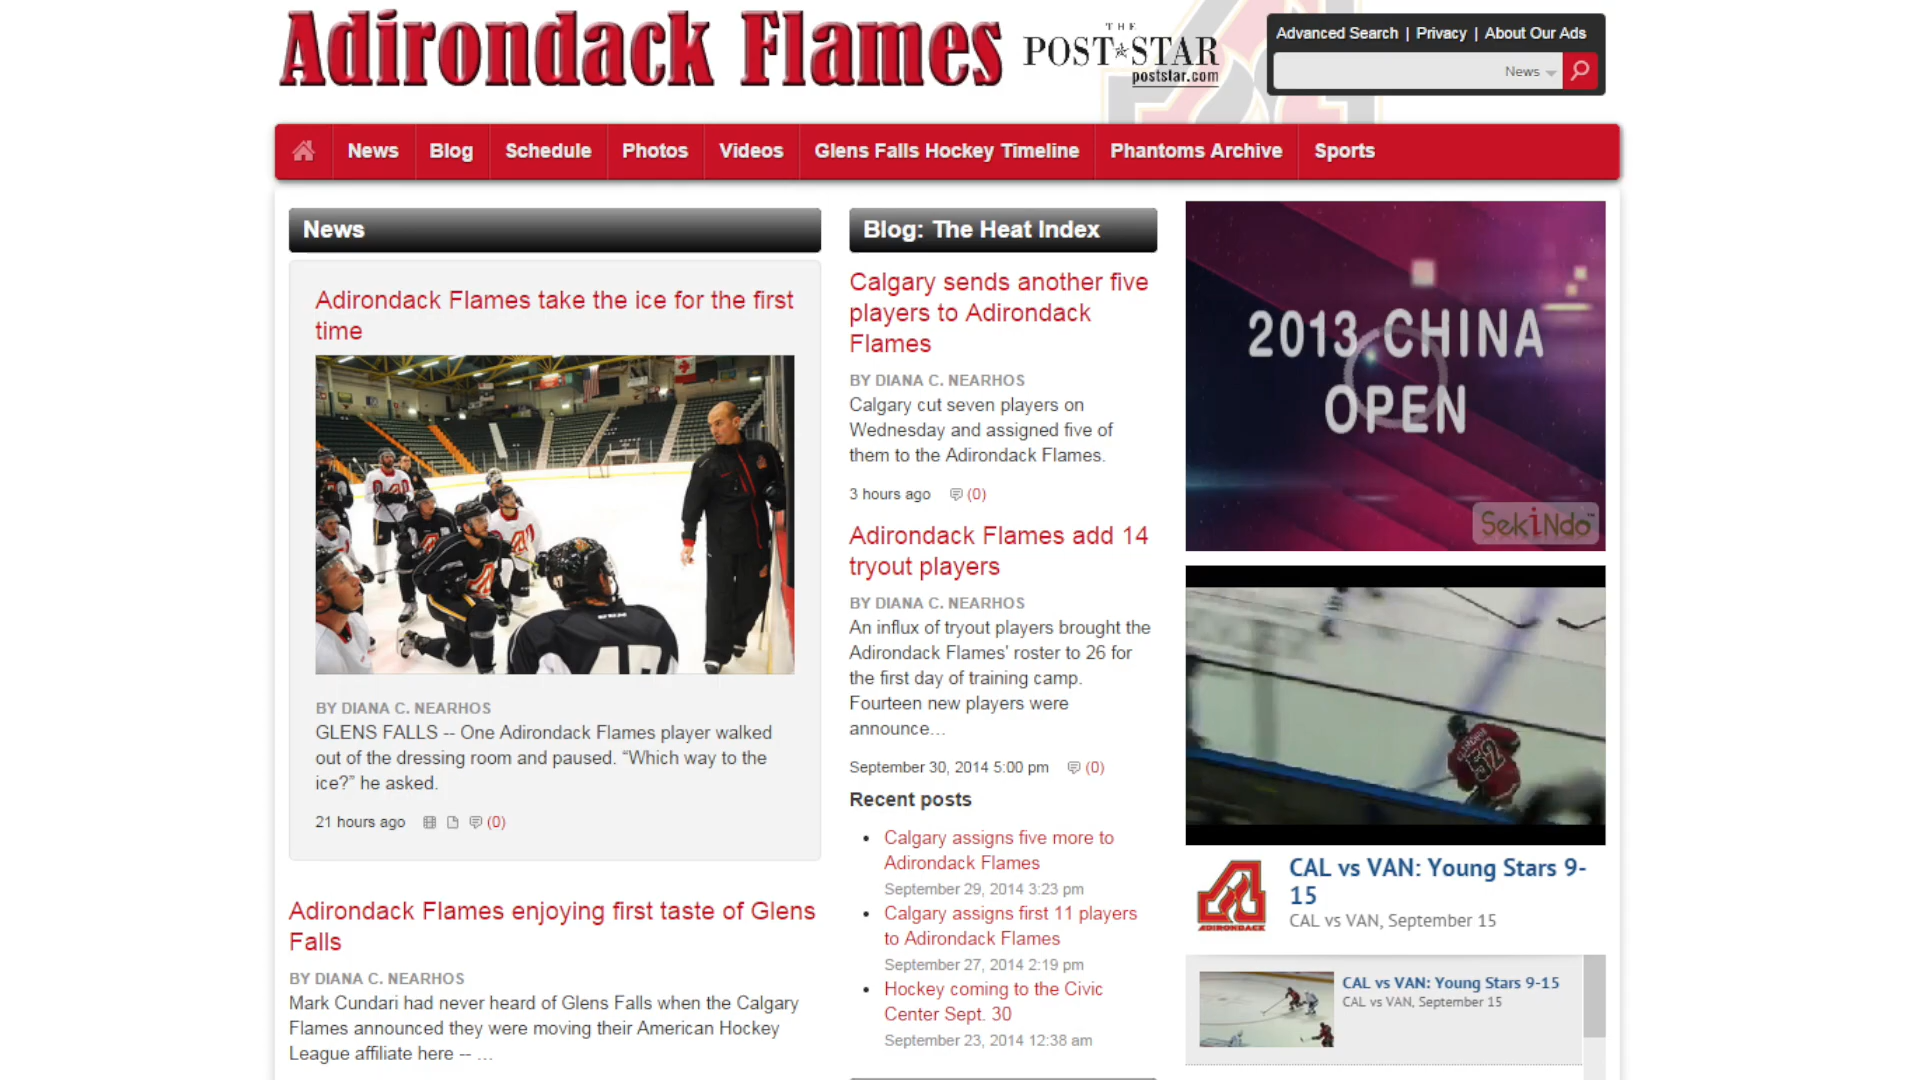 Adirondack Flames
THE
POST★STAR
poststar.com
Advanced Search | Privacy | About Our Ads
News
News
Blog
Schedule
Photos
Videos
Glens Falls Hockey Timeline
Phantoms Archive
Sports
News
Adirondack Flames take the ice for the first
time
BY DIANA C. NEARHOS
GLENS FALLS -- One Adirondack Flames player walked
out of the dressing room and paused. “Which way to the
ice?” he asked.
21 hours ago (0)
Adirondack Flames enjoying first taste of Glens
Falls
BY DIANA C. NEARHOS
Mark Cundari had never heard of Glens Falls when the Calgary
Flames announced they were moving their American Hockey
League affiliate here -- …
Blog: The Heat Index
Calgary sends another five
players to Adirondack
Flames
BY DIANA C. NEARHOS
Calgary cut seven players on
Wednesday and assigned five of
them to the Adirondack Flames.
3 hours ago (0)
Adirondack Flames add 14
tryout players
BY DIANA C. NEARHOS
An influx of tryout players brought the
Adirondack Flames' roster to 26 for
the first day of training camp.
Fourteen new players were
announce…
September 30, 2014 5:00 pm (0)
Recent posts
• Calgary assigns five more to
Adirondack Flames
September 29, 2014 3:23 pm
• Calgary assigns first 11 players
to Adirondack Flames
September 27, 2014 2:19 pm
• Hockey coming to the Civic
Center Sept. 30
September 23, 2014 12:38 am
2013 CHINA
OPEN
SekiNdo™
52
ADIRONDACK
CAL vs VAN: Young Stars 9-
15
CAL vs VAN, September 15
CAL vs VAN: Young Stars 9-15
CAL vs VAN, September 15